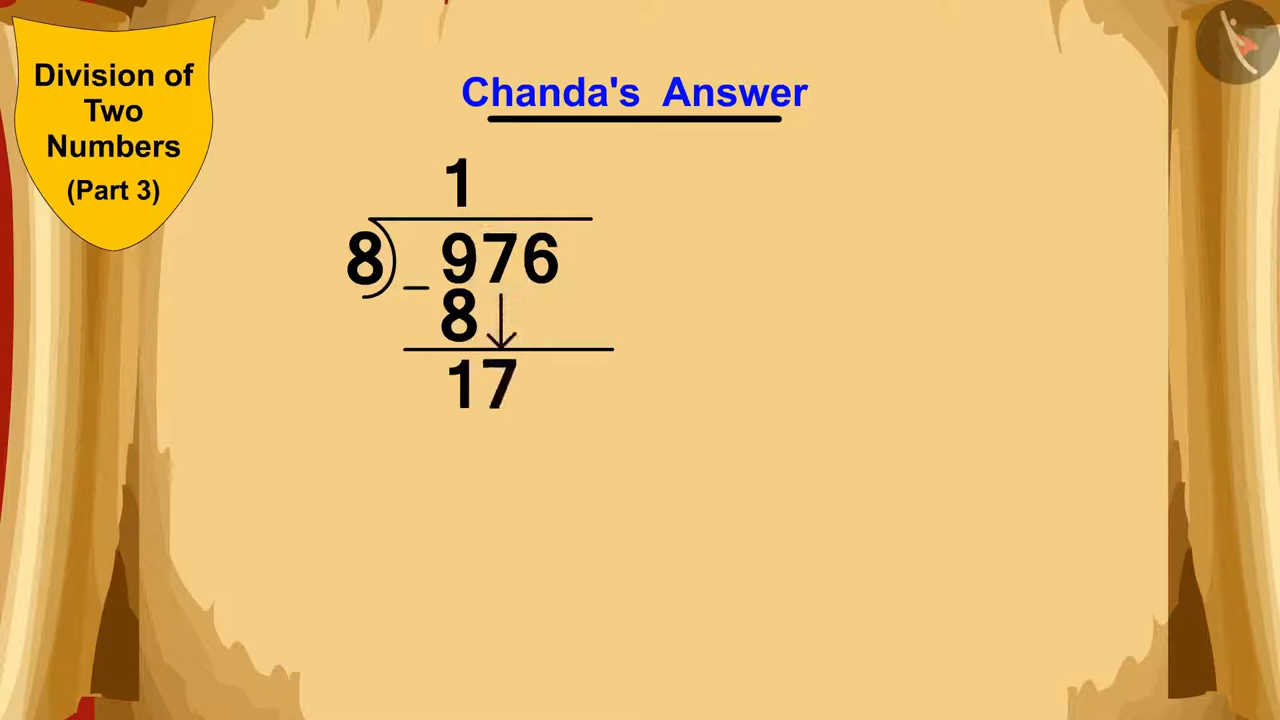 Division of
Two
Numbers
(Part 3)
Chanda's Answer
1
8) 976
– 8
17